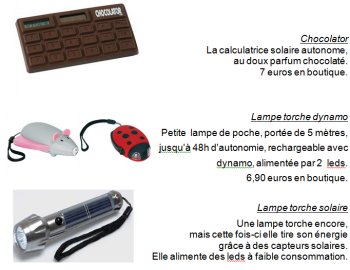 CHOCOLATOR
Chocolator
La calculatrice solaire autonome,
au doux parfum chocolaté.
7 euros en boutique.
Lampe torche dynamo
Petite lampe de poche, portée de 5 mètres,
jusqu'à 48h d'autonomie, rechargeable avec
dynamo, alimentée par 2 leds.
6,90 euros en boutique.
Lampe torche solaire
Une lampe torche encore,
mais cette fois-ci elle tire son énergie
grâce à des capteurs solaires.
Elle alimente des leds à faible consommation.